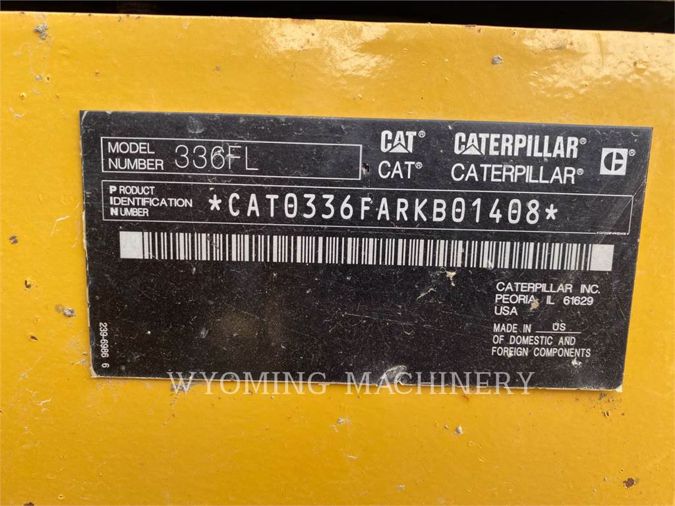 MODEL NUMBER 336FL
CAT® CATERPILLAR®
CAT® CATERPILLAR®
PRODUCT IDENTIFICATION NUMBER *CAT0336FARKB01408*
CATERPILLAR INC.
PEORIA, IL 61629
USA
MADE IN US
OF DOMESTIC AND
FOREIGN COMPONENTS
239-6986 6
WYOMING MACHINERY